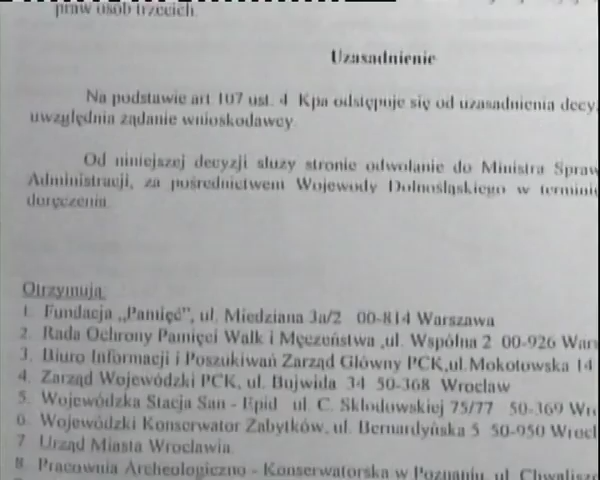 praw osób trzecich.
Uzasadnienie
Na podstawie art 107 ust. 4 Kpa odstępuje się od uzasadnienia decy
uwzględnia żądanie wnioskodawcy
Od niniejszej decyzji służy stronie odwołanie do Ministra Spraw
Administracji, za pośrednictwem Wojewody Dolnośląskiego w termini
doręczenia.
Otrzymują:
1. Fundacja „Pamięć", ul. Miedziana 3a/2 00-814 Warszawa
2. Rada Ochrony Pamięci Walk i Męczeństwa ,ul. Wspólna 2 00-926 Wars
3. Biuro Informacji i Poszukiwań Zarząd Główny PCK,ul.Mokotowska 14
4. Zarząd Wojewódzki PCK, ul. Bujwida 34 50-368 Wrocław
5. Wojewódzka Stacja San - Epid ul. C. Skłodowskiej 75/77 50-369 Wro
6. Wojewódzki Konserwator Zabytków, ul. Bernardyńska 5 50-950 Wrocł
7 Urząd Miasta Wrocławia
8. Pracownia Archeologiczno - Konserwatorska w Poznaniu, ul. Chwalisze